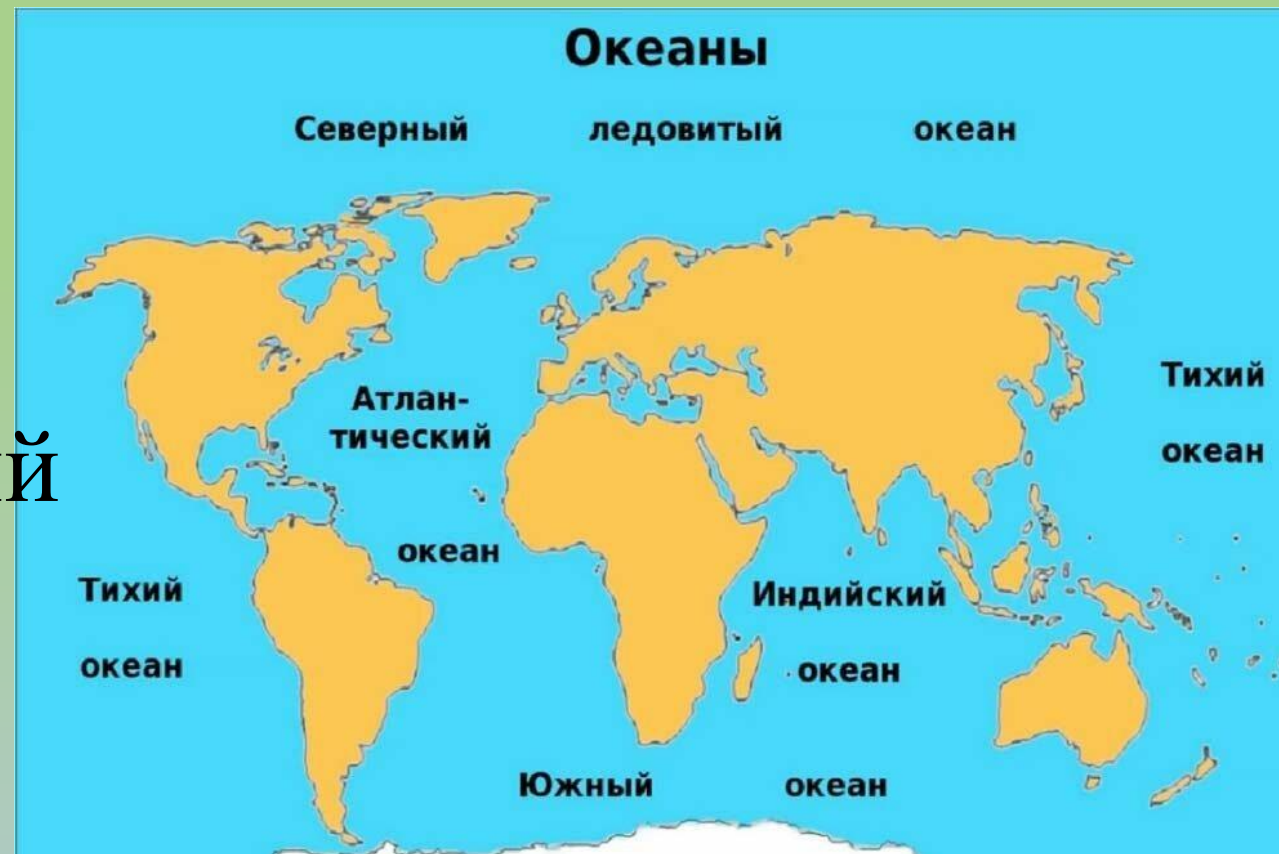 Океаны
Северный ледовитый океан
Атлан-
тический
океан
Тихий
океан
Тихий
океан
Индийский
океан
Южный океан